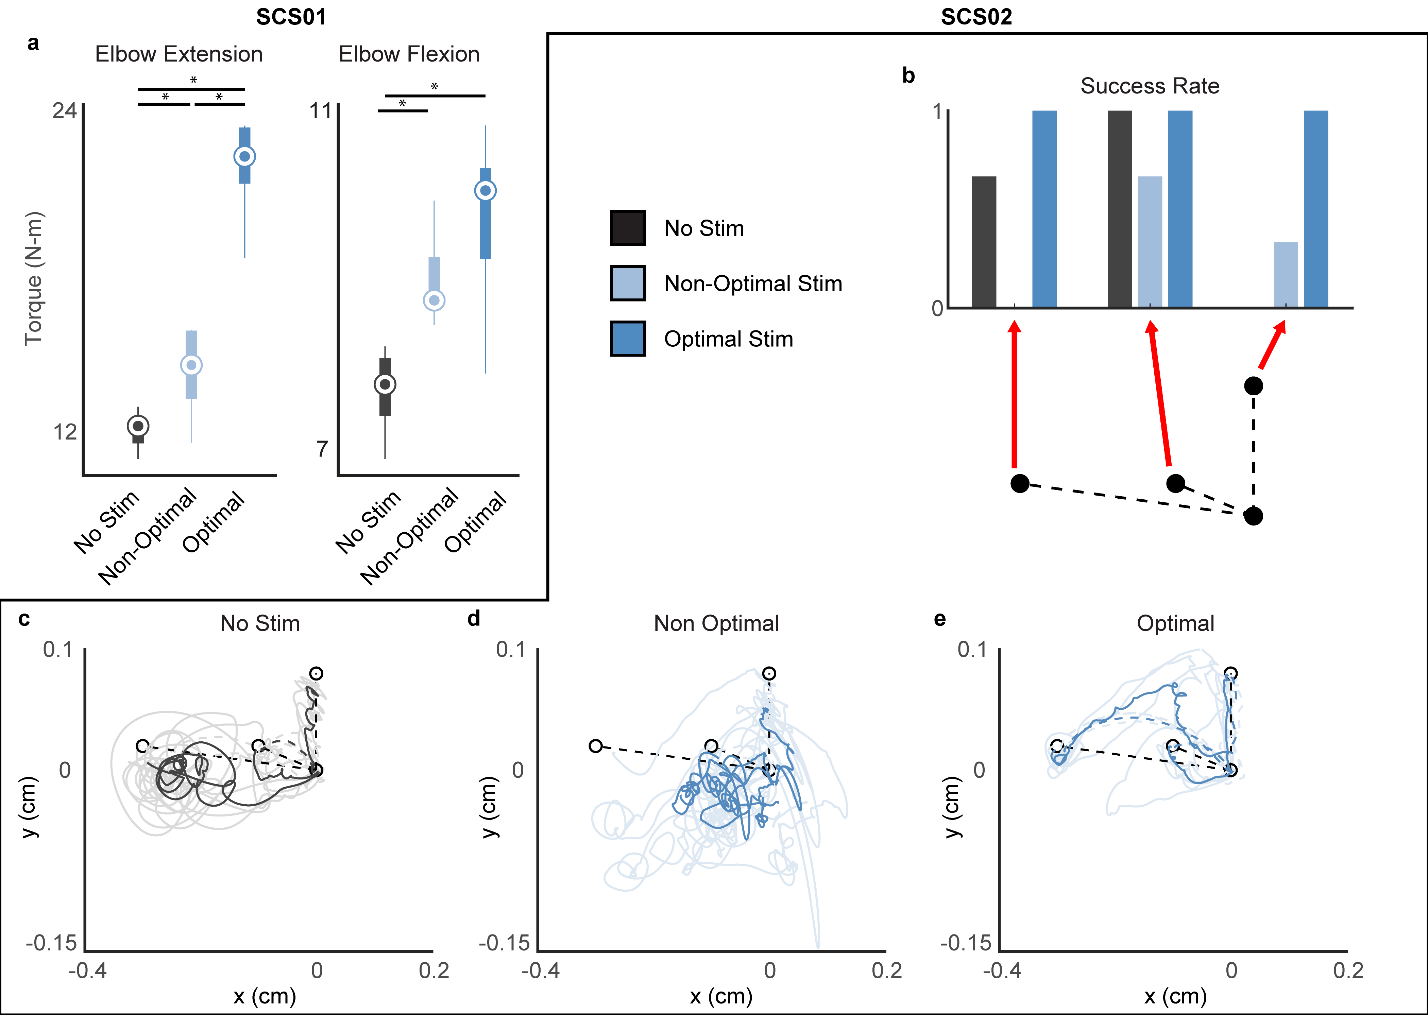 SCS01
SCS02
a
Elbow Extension
Elbow Flexion
*
*
*
*
*
24
12
11
7
Torque (N-m)
No Stim
Non-Optimal
Optimal
No Stim
Non-Optimal
Optimal
No Stim
Non-Optimal Stim
Optimal Stim
b
Success Rate
1
0
c
No Stim
0.1
0
-0.15
y (cm)
-0.4
0
0.2
x (cm)
d
Non Optimal
0.1
0
-0.15
y (cm)
-0.4
0
0.2
x (cm)
e
Optimal
0.1
0
-0.15
y (cm)
-0.4
0
0.2
x (cm)